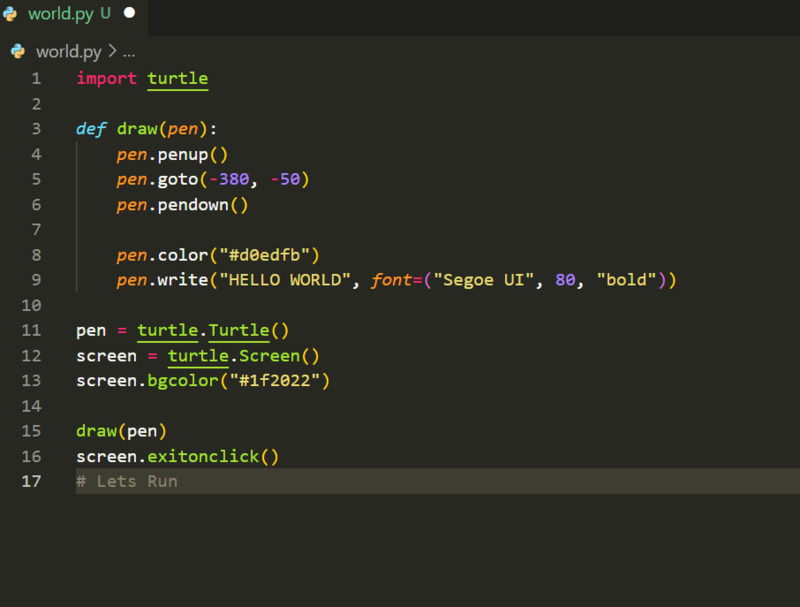 world.py U
world.py > ...
1 import turtle
2
3 def draw(pen):
4     pen.penup()
5     pen.goto(-380, -50)
6     pen.pendown()
7
8     pen.color("#d0edfb")
9     pen.write("HELLO WORLD", font=("Segoe UI", 80, "bold"))
10
11 pen = turtle.Turtle()
12 screen = turtle.Screen()
13 screen.bgcolor("#1f2022")
14
15 draw(pen)
16 screen.exitonclick()
17 # Lets Run